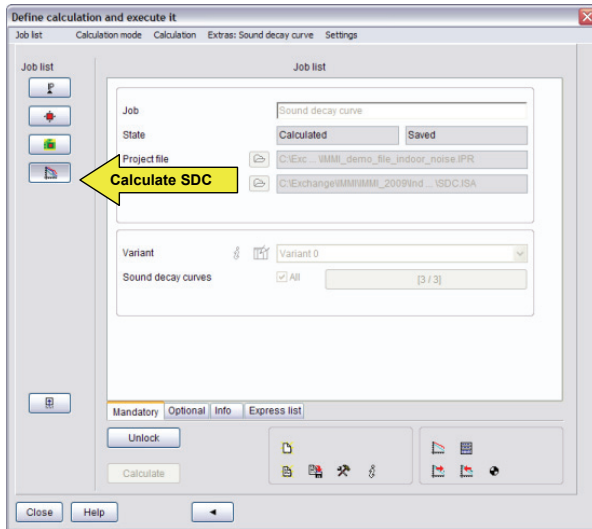 Define calculation and execute it
Job list Calculation mode Calculation Extras: Sound decay curve Settings
Job list
Job list
Job Sound decay curve
State Calculated Saved
Project file C:\Exc ... \IMMI_demo_file_indoor_noise.IPR
Calculate SDC
C:\Exchange\IMMI\IMMI_2009\Ind ... \SDC.ISA
Variant Variant 0
Sound decay curves All [3 / 3]
Mandatory Optional Info Express list
Unlock
Calculate
Close Help